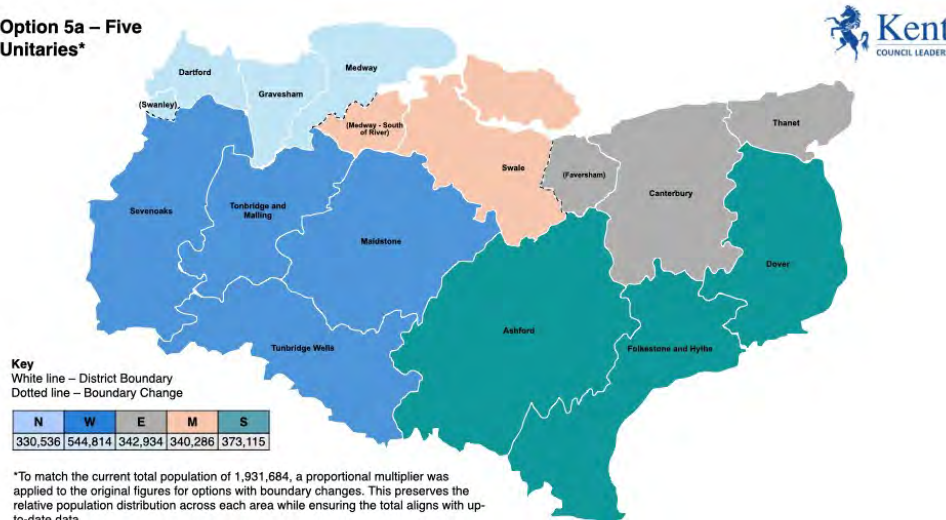 Option 5a – Five
Unitaries*
Kent
COUNCIL LEADER
Dartford
Medway
Gravesham
(Swanley)
(Medway - South
of River)
Thanet
Swale
(Faversham)
Canterbury
Sevenoaks
Tonbridge and
Malling
Maidstone
Dover
Ashford
Tunbridge Wells
Folkestone and Hythe
Key
White line – District Boundary
Dotted line – Boundary Change
N W E M S
330,536 544,814 342,934 340,286 373,115
*To match the current total population of 1,931,684, a proportional multiplier was
applied to the original figures for options with boundary changes. This preserves the
relative population distribution across each area while ensuring the total aligns with up-
to-date data